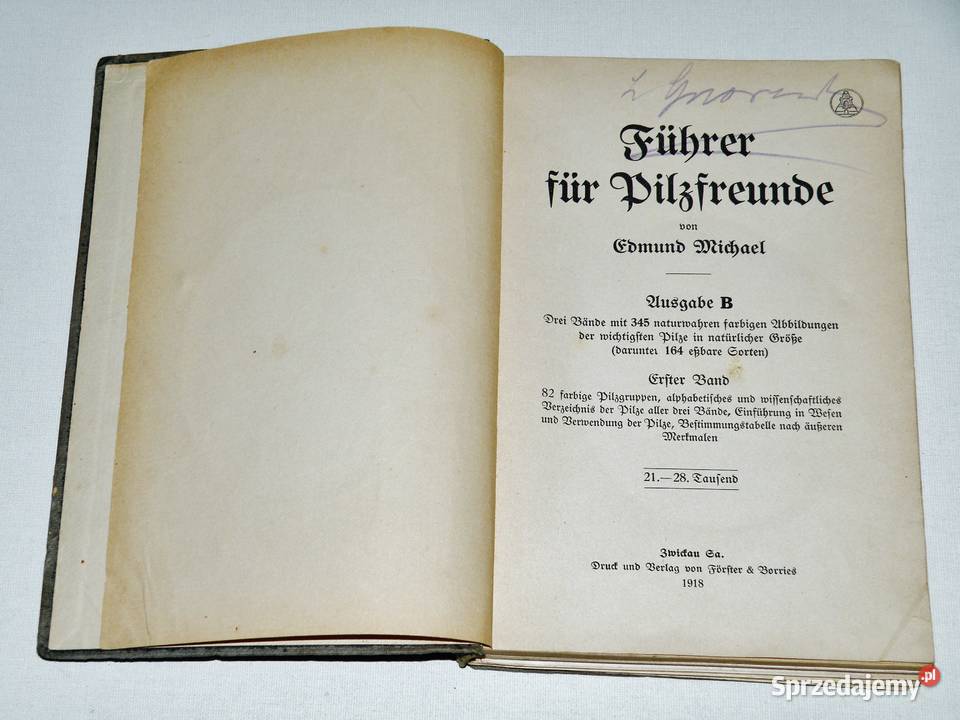 Führer
für Pilzfreunde
von
Edmund Michael
Ausgabe B
Drei Bände mit 345 naturwahren farbigen Abbildungen
der wichtigsten Pilze in natürlicher Größe
(darunter 164 eßbare Sorten)
Erster Band
82 farbige Pilzgruppen, alphabetisches und wissenschaftliches
Verzeichnis der Pilze aller drei Bände, Einführung in Wesen
und Verwendung der Pilze, Bestimmungstabelle nach äußeren
Merkmalen
21.—28. Tausend
Zwickau Sa.
Druck und Verlag von Förster & Borries
1918
Sprzedajemy.pl